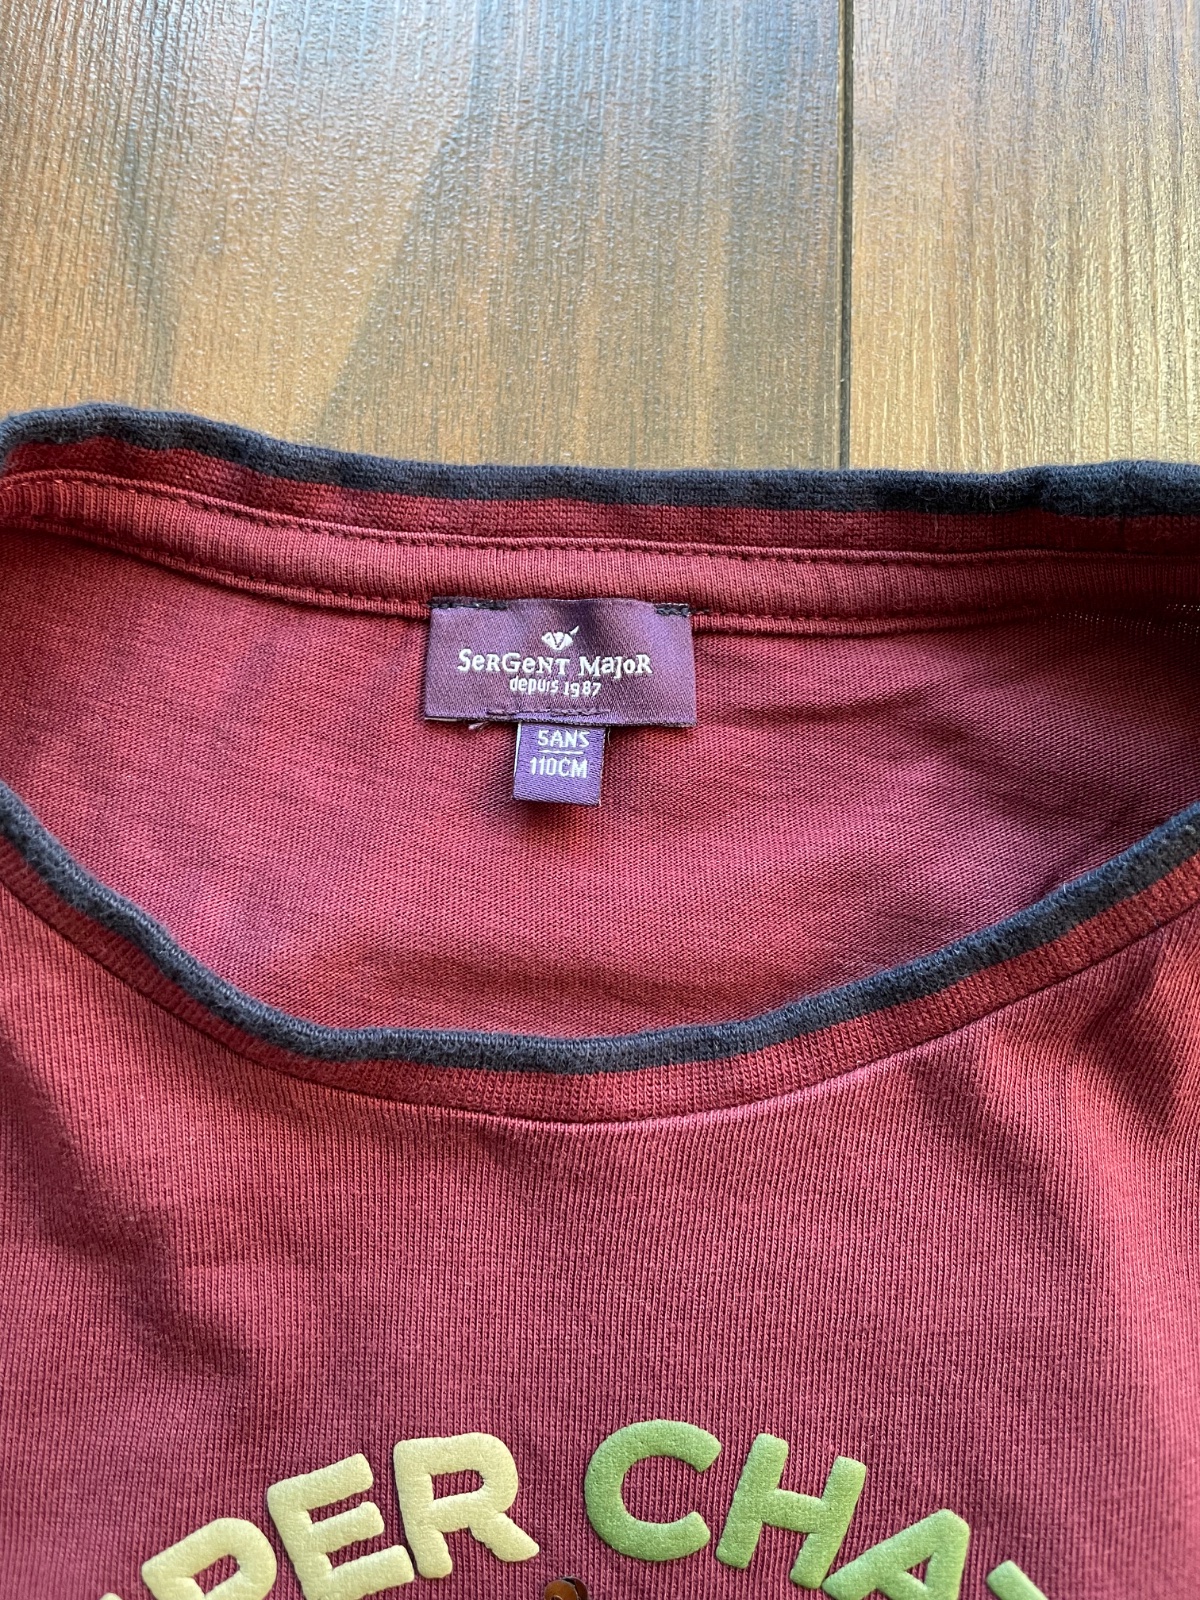 SerGeNT MaJoR
depuis 1987
5ANS
110CM
PER CHA